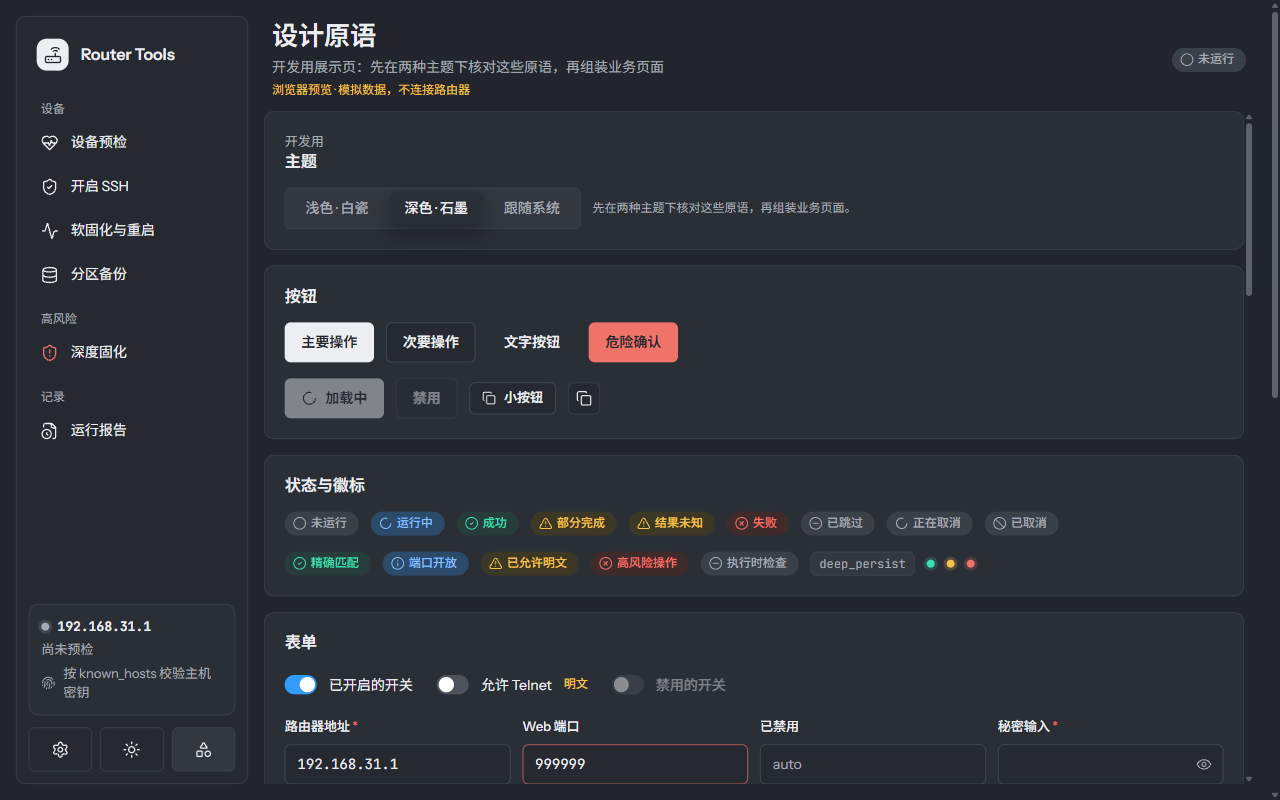 Router Tools
设备
设备预检
开启 SSH
软固化与重启
分区备份
高风险
深度固化
记录
运行报告
192.168.31.1
尚未预检
按 known_hosts 校验主机
密钥
设计原语
开发用展示页：先在两种主题下核对这些原语，再组装业务页面
浏览器预览·模拟数据，不连接路由器
未运行
开发用
主题
浅色·白瓷 深色·石墨 跟随系统 先在两种主题下核对这些原语，再组装业务页面。
按钮
主要操作 次要操作 文字按钮 危险确认
加载中 禁用 小按钮
状态与徽标
未运行 运行中 成功 部分完成 结果未知 失败 已跳过 正在取消 已取消
精确匹配 端口开放 已允许明文 高风险操作 执行时检查 deep_persist
表单
已开启的开关 允许 Telnet 明文 禁用的开关
路由器地址* Web 端口 已禁用 秘密输入*
192.168.31.1 999999 auto